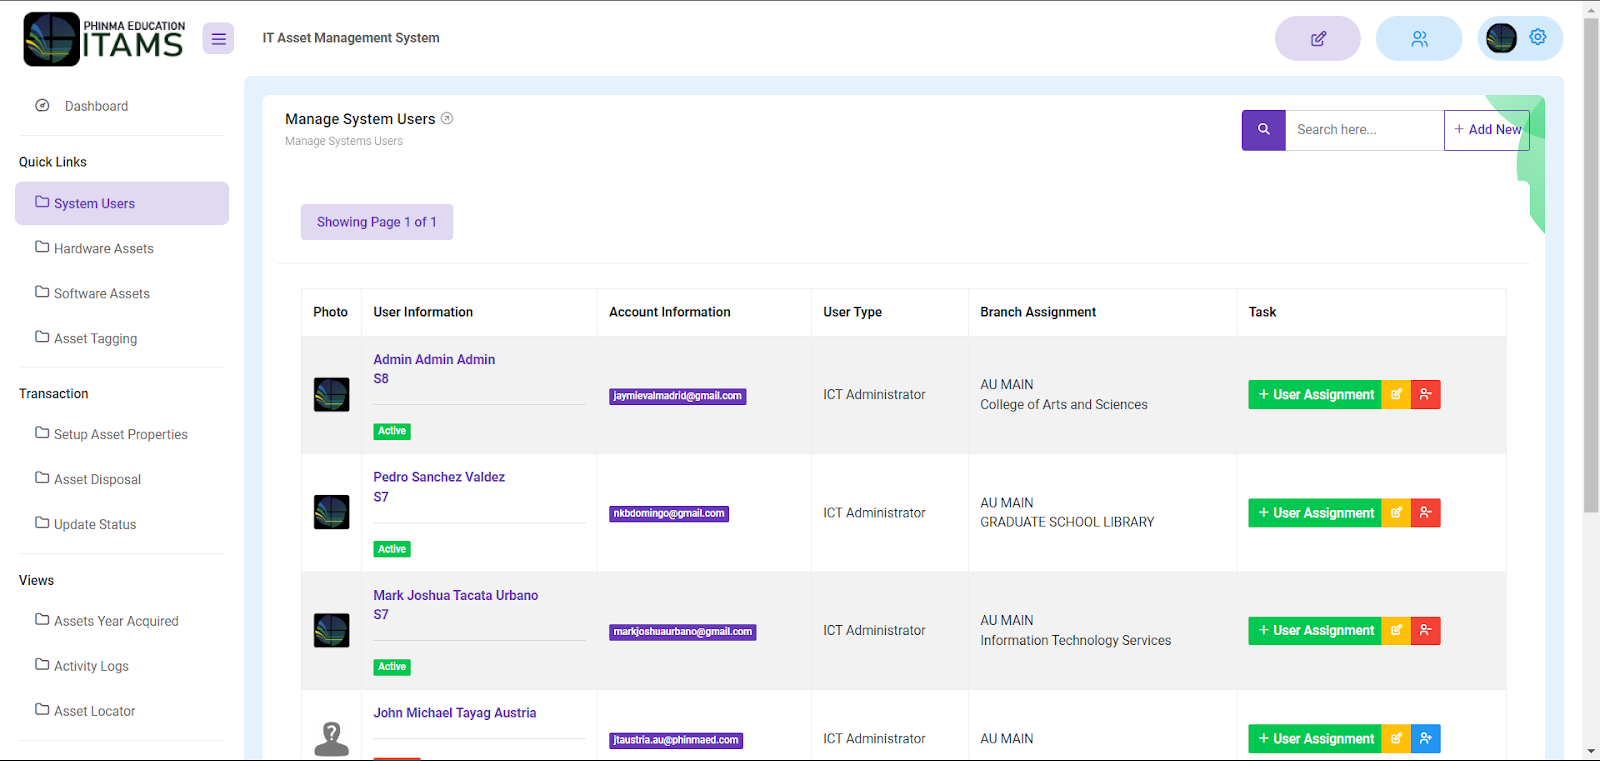 PHINMA EDUCATION
ITAMS
IT Asset Management System
Dashboard
Quick Links
System Users
Hardware Assets
Software Assets
Asset Tagging
Transaction
Setup Asset Properties
Asset Disposal
Update Status
Views
Assets Year Acquired
Activity Logs
Asset Locator
Manage System Users
Manage Systems Users
Search here...
+ Add New
Showing Page 1 of 1
Photo User Information Account Information User Type Branch Assignment Task
Admin Admin Admin
S8
Active
jaymievalmadrid@gmail.com
ICT Administrator
AU MAIN
College of Arts and Sciences
+ User Assignment
Pedro Sanchez Valdez
S7
Active
nkbdomingo@gmail.com
ICT Administrator
AU MAIN
GRADUATE SCHOOL LIBRARY
+ User Assignment
Mark Joshua Tacata Urbano
S7
Active
markjoshuaurbano@gmail.com
ICT Administrator
AU MAIN
Information Technology Services
+ User Assignment
John Michael Tayag Austria
jtaustria.au@phinmaed.com
ICT Administrator
AU MAIN
+ User Assignment